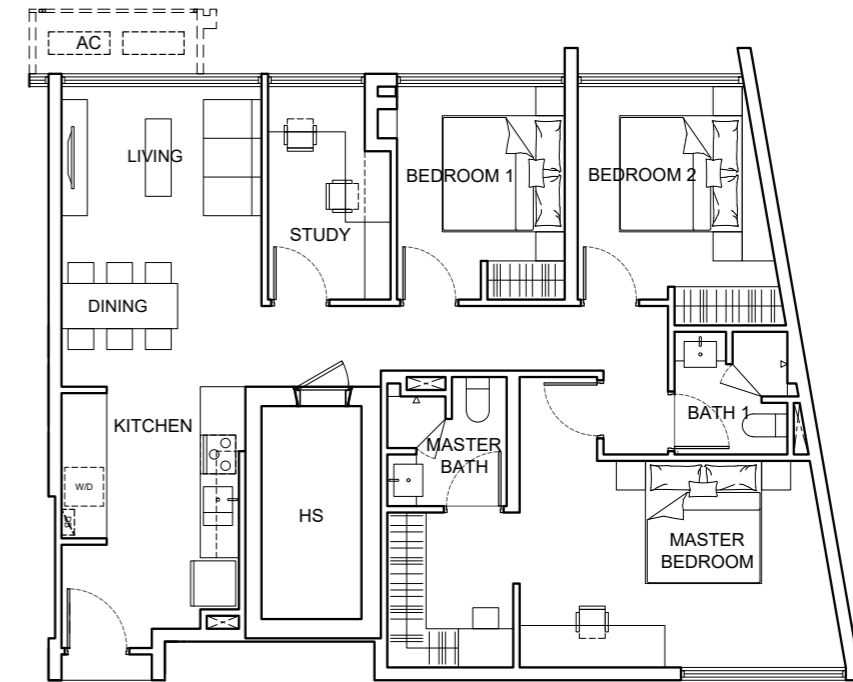 AC
LIVING
STUDY
BEDROOM 1
BEDROOM 2
DINING
KITCHEN
MASTER
BATH
BATH 1
W/D
HS
MASTER
BEDROOM